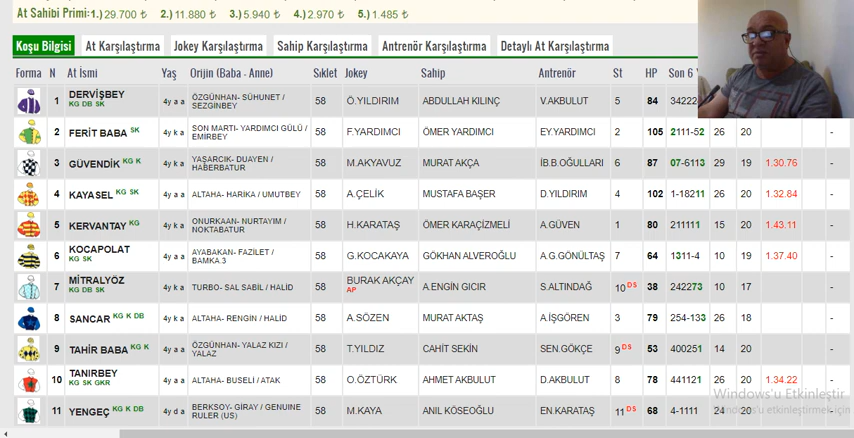 At Sahibi Primi:1.) 29.700 ₺ 2.) 11.880 ₺ 3.) 5.940 ₺ 4.) 2.970 ₺ 5.) 1.485 ₺
Koşu Bilgisi At Karşılaştırma Jokey Karşılaştırma Sahip Karşılaştırma Antrenör Karşılaştırma Detaylı At Karşılaştırma
Forma N At İsmi Yaş Orijin (Baba - Anne) Sıklet Jokey Sahip Antrenör St HP Son 6 Y
1 DERVİŞBEY KG DB SK 4y a a ÖZGÜNHAN- SÜHUNET / SEZGINBEY 58 Ö.YILDIRIM ABDULLAH KILINÇ V.AKBULUT 5 84 34222
2 FERİT BABA SK 4y k a SON MARTI- YARDIMCI GÜLÜ / EMIRBEY 58 F.YARDIMCI ÖMER YARDIMCI EY.YARDIMCI 2 105 2111-52 26 20 -
3 GÜVENDİK KG K 4y k a YAŞARCIK- DUAYEN / HABERBATUR 58 M.AKYAVUZ MURAT AKÇA İB.B.OĞULLARI 6 87 07-6113 29 19 1.30.76 -
4 KAYASEL KG SK 4y a a ALTAHA- HARİKA / UMUTBEY 58 A.ÇELİK MUSTAFA BAŞER D.YILDIRIM 4 102 1-18211 26 20 1.32.84 -
5 KERVANTAY KG 4y k a ONURKAAN- NURTAYIM / NOKTABATUR 58 H.KARATAŞ ÖMER KARAÇİZMELİ A.GÜVEN 1 80 211111 15 20 1.43.11 -
6 KOCAPOLAT KG SK 4y a a AYABAKAN- FAZİLET / BAMKA 3 58 G.KOCAKAYA GÖKHAN ALVEROĞLU A.G.GÖNÜLTAŞ 7 64 1311-4 10 19 1.37.40 -
7 MİTRALYÖZ KG DB SK 4y k a TURBO- SAL SABIL / HALİD 58 BURAK AKÇAY AP A.ENGİN GICIR S.ALTINDAĞ 10 DS 38 242273 10 17 -
8 SANCAR KG K DB 4y k a ALTAHA- RENGİN / HALİD 58 A.SÖZEN MURAT AKTAŞ A.İŞGÖREN 3 79 254-133 26 18 -
9 TAHİR BABA KG K 4y a a ÖZGÜNHAN- YALAZ KIZI / YALAZ 58 T.YILDIZ CAHİT SEKİN SEN.GÖKÇE 9 DS 53 400251 14 20 -
10 TANIRBEY KG SK GKR 4y a a ALTAHA- BUSELİ / ATAK 58 O.ÖZTÜRK AHMET AKBULUT D.AKBULUT 8 78 441121 26 20 1.34.22 -
11 YENGEÇ KG K DB 4y d a BERKSOY- GİRAY / GENUINE RULER (US) 58 M.KAYA ANIL KÖSEOĞLU EN.KARATAŞ 11 DS 68 4-1111 24 20 -
Windows'u Etkinleştir
Windows'u etkinleştirmek için